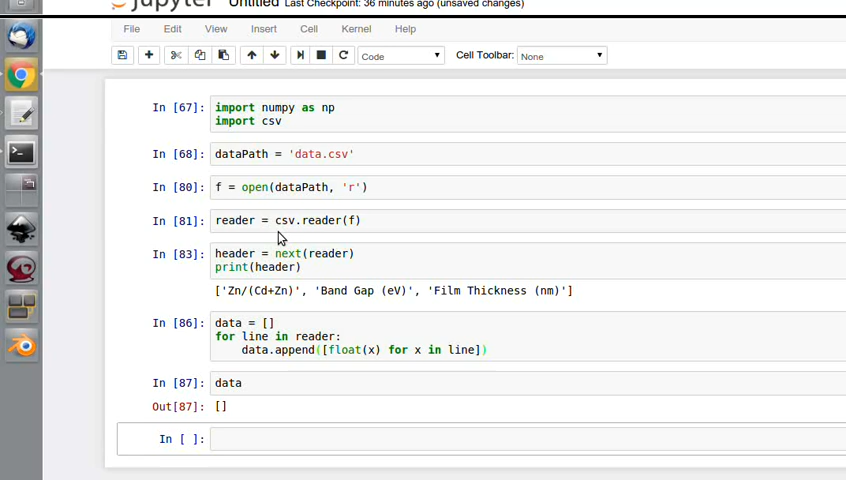 jupyter Untitled Last Checkpoint: 36 minutes ago (unsaved changes)
File Edit View Insert Cell Kernel Help
Code Cell Toolbar: None
In [67]: import numpy as np
import csv
In [68]: dataPath = 'data.csv'
In [80]: f = open(dataPath, 'r')
In [81]: reader = csv.reader(f)
In [83]: header = next(reader)
print(header)
['Zn/(Cd+Zn)', 'Band Gap (eV)', 'Film Thickness (nm)']
In [86]: data = []
for line in reader:
data.append([float(x) for x in line])
In [87]: data
Out[87]: []
In [ ]: